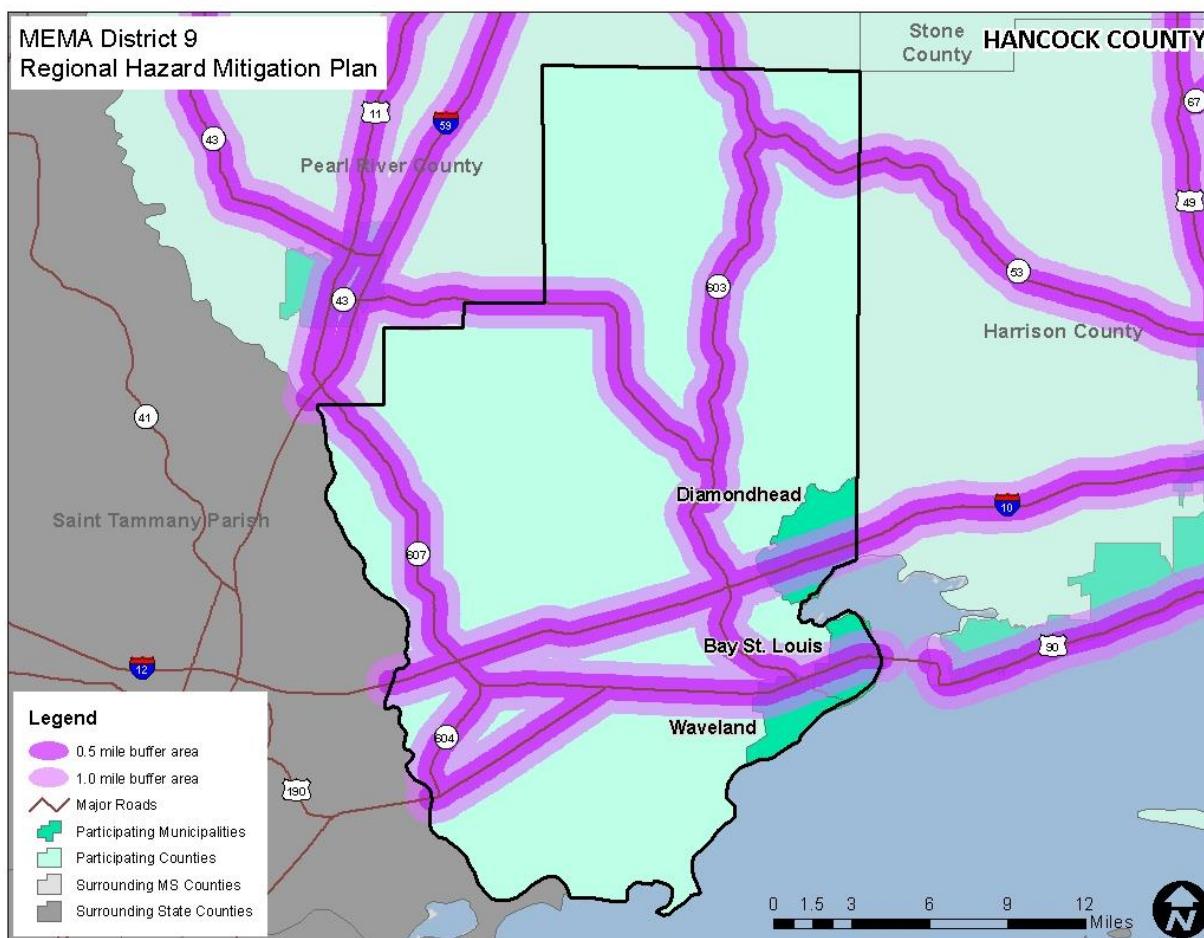 MEMA District 9
Regional Hazard Mitigation Plan
Stone
County
HANCOCK COUNTY
67
11
59
43
Pearl River County
49
603
53
43
Harrison County
41
Diamondhead
10
Saint Tammany Parish
607
Bay St. Louis
90
12
Waveland
604
190
Legend
0.5 mile buffer area
1.0 mile buffer area
Major Roads
Participating Municipalities
Participating Counties
Surrounding MS Counties
Surrounding State Counties
0 1.5 3 6 9 12
Miles
N